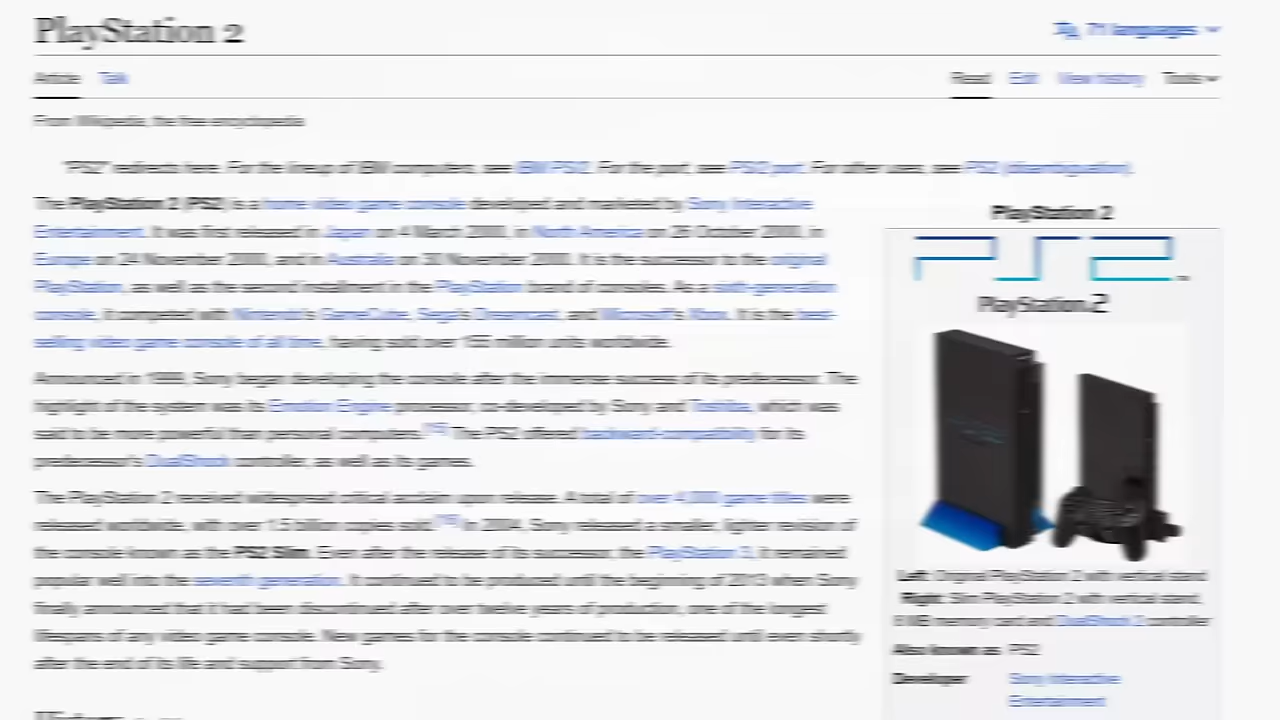 PlayStation 2
71 languages
Article Talk
Read Edit View history Tools
From Wikipedia, the free encyclopedia
"PS2" redirects here. For the lineup of IBM computers, see IBM PS/2. For the port, see PS/2 port. For other uses, see PS2 (disambiguation).
The PlayStation 2 (PS2) is a home video game console developed and marketed by Sony Interactive
Entertainment. It was first released in Japan on 4 March 2000, in North America on 26 October 2000, in
Europe on 24 November 2000, and in Australia on 30 November 2000. It is the successor to the original
PlayStation, as well as the second installment in the PlayStation brand of consoles. As a sixth-generation
console, it competed with Nintendo's GameCube, Sega's Dreamcast, and Microsoft's Xbox. It is the best-
selling video game console of all time, having sold over 155 million units worldwide.
Announced in 1999, Sony began developing the console after the immense success of its predecessor. The
highlight of the system was its Emotion Engine processor, co-developed by Sony and Toshiba, which was
said to be more powerful than personal computers. The PS2 offered backward-compatibility for its
predecessor's DualShock controller, as well as its games.
The PlayStation 2 received widespread critical acclaim upon release. A total of over 4,000 game titles were
released worldwide, with over 1.5 billion copies sold. In 2004, Sony released a smaller, lighter revision of
the console known as the PS2 Slim. Even after the release of its successor, the PlayStation 3, it remained
popular well into the seventh generation. It continued to be produced until the beginning of 2013 when Sony
finally announced that it had been discontinued after over twelve years of production, one of the longest
lifespans of any video game console. New games for the console continued to be released until even shortly
after the end of its life and support from Sony.
PlayStation 2
PS2
PlayStation 2
Left: Original PlayStation 2 with vertical stand
Right: Slim PlayStation 2 with vertical stand,
8 MB memory card and DualShock 2 controller
Also known as PS2
Developer Sony Interactive
Entertainment